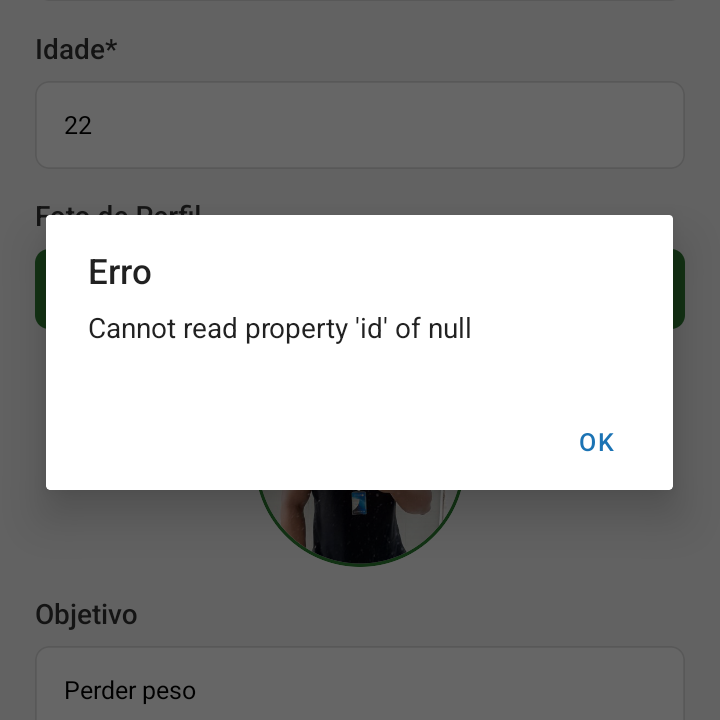 Idade*
22
Foto de Perfil
Erro
Cannot read property 'id' of null
OK
Objetivo
Perder peso